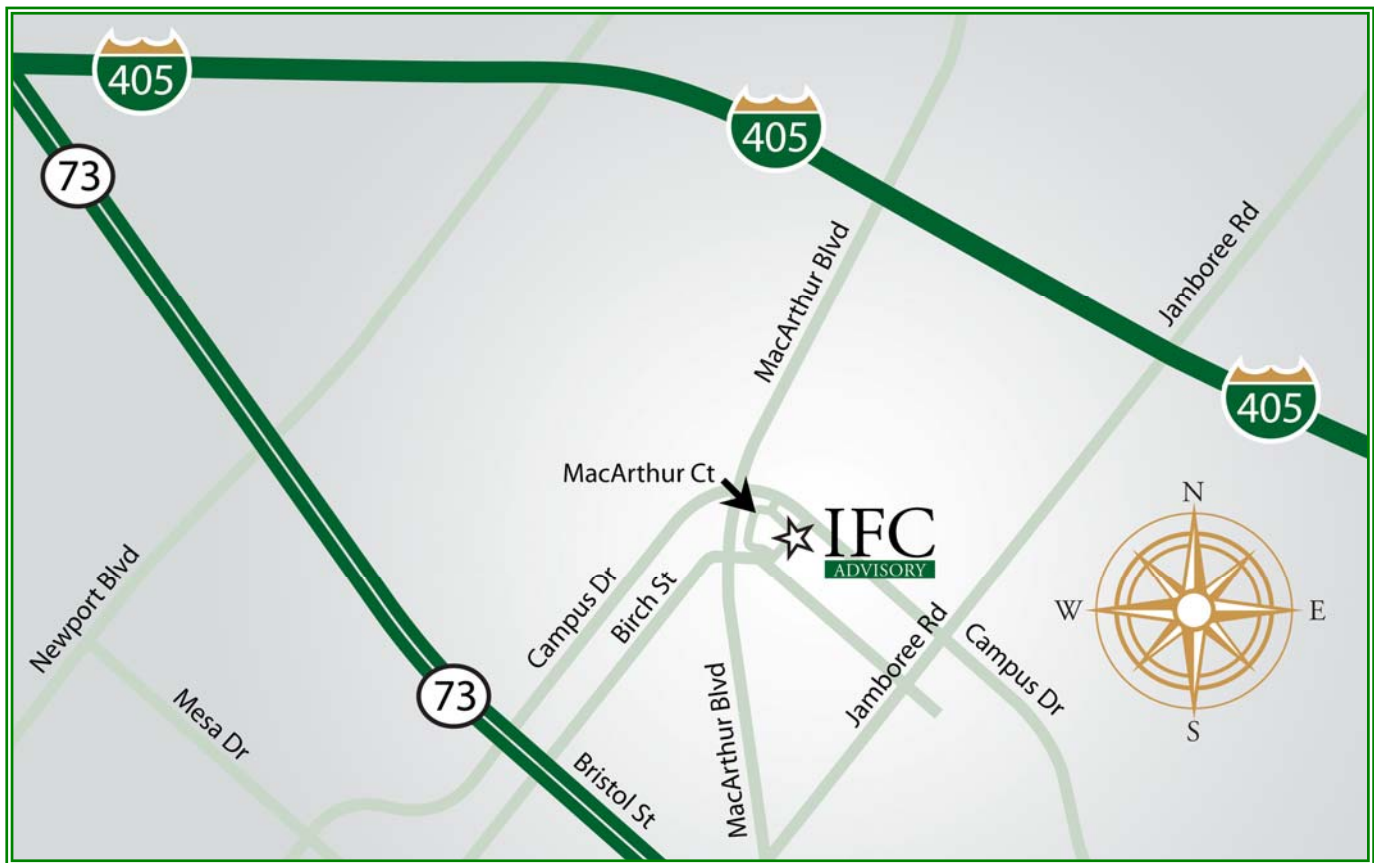 405
405
73
MacArthur Blvd
Jamboree Rd
405
MacArthur Ct
IFC
ADVISORY
N
W
E
S
Newport Blvd
Campus Dr
Birch St
Jamboree Rd
Campus Dr
73
Mesa Dr
Bristol St
MacArthur Blvd